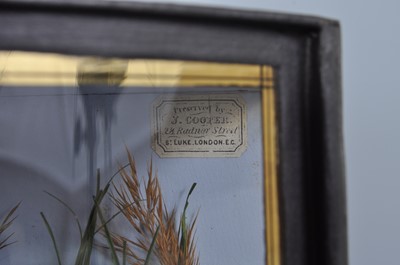 Preserved by
J. COOPER.
28 Radnor Street
ST LUKE, LONDON, E.C.